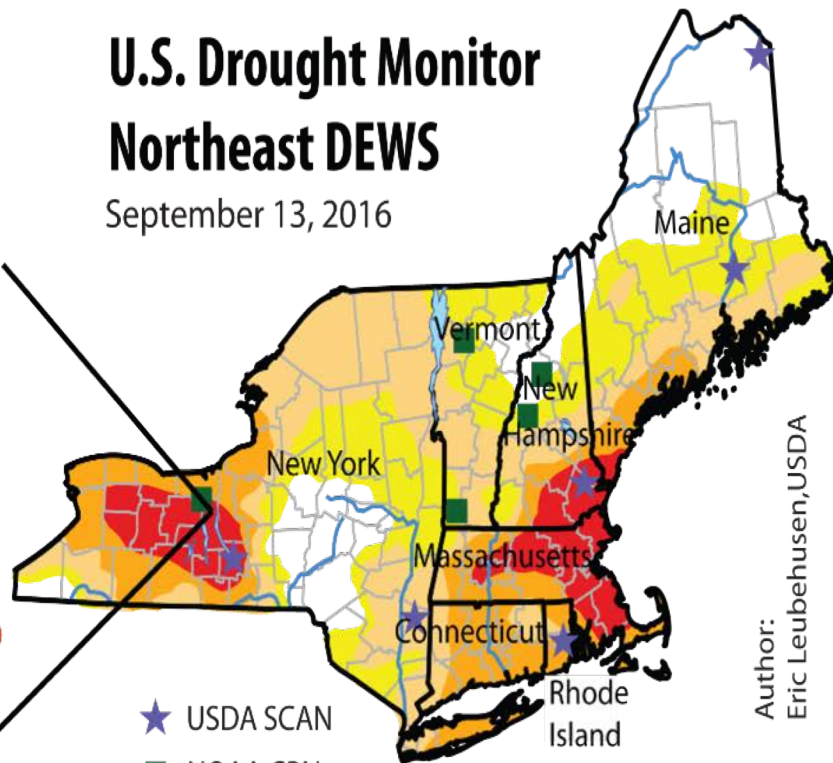 U.S. Drought Monitor
Northeast DEWS
September 13, 2016
Maine
Vermont
New
Hampshire
New York
Massachusetts
Connecticut
Rhode
Island
USDA SCAN
Author:
Eric Leubehusen,USDA